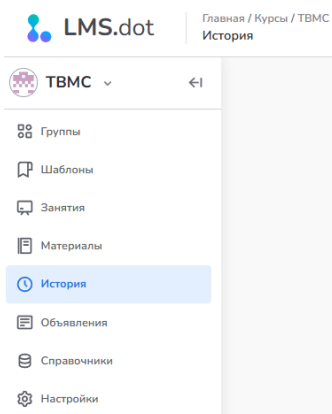 LMS.dot
Главная / Курсы / ТВМС
История
ТВМС
Группы
Шаблоны
Занятия
Материалы
История
Объявления
Справочники
Настройки